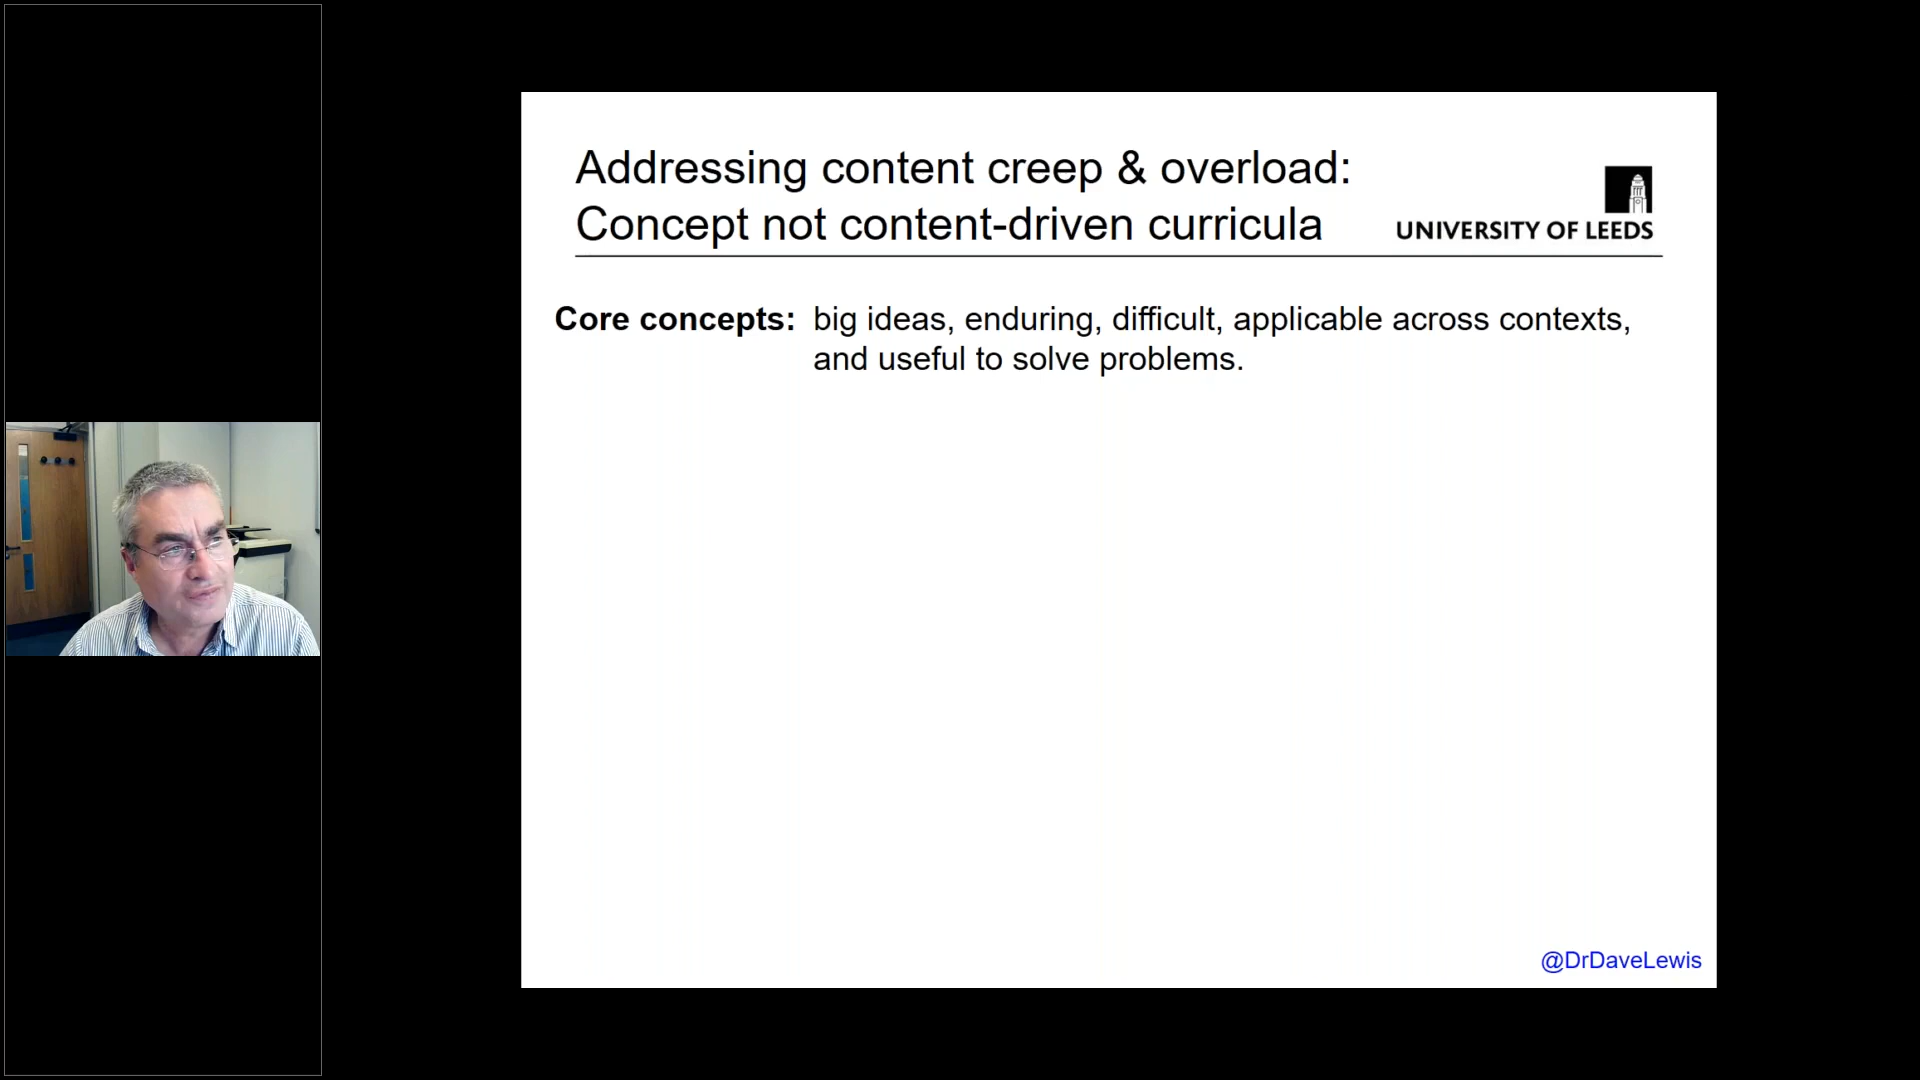 Addressing content creep & overload:
Concept not content-driven curricula
UNIVERSITY OF LEEDS
Core concepts: big ideas, enduring, difficult, applicable across contexts,
and useful to solve problems.
@DrDaveLewis